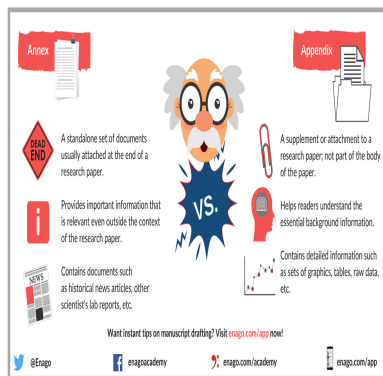 Annex
Appendix
DEAD
END
A standalone set of documents
usually attached at the end of a
research paper.
A supplement or attachment to a
research paper; not part of the body
of the paper.
VS.
i
Provides important information that
is relevant even outside the context
of the research paper.
Helps readers understand the
essential background information.
NEWS
Contains documents such
as historical news articles, other
scientist's lab reports, etc.
Contains detailed information such
as sets of graphics, tables, raw data,
etc.
Want instant tips on manuscript drafting? Visit enago.com/app now!
@Enago
f
enagoacademy
enago.com/academy
enago.com/app